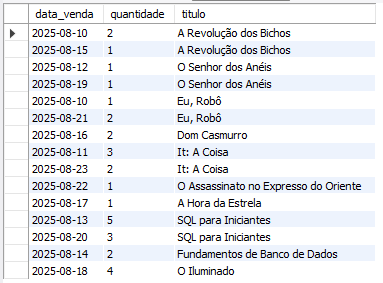 data_venda quantidade titulo
2025-08-10 2 A Revolução dos Bichos
2025-08-15 1 A Revolução dos Bichos
2025-08-12 1 O Senhor dos Anéis
2025-08-19 1 O Senhor dos Anéis
2025-08-10 1 Eu, Robô
2025-08-21 2 Eu, Robô
2025-08-16 2 Dom Casmurro
2025-08-11 3 It: A Coisa
2025-08-23 2 It: A Coisa
2025-08-22 1 O Assassinato no Expresso do Oriente
2025-08-17 1 A Hora da Estrela
2025-08-13 5 SQL para Iniciantes
2025-08-20 3 SQL para Iniciantes
2025-08-14 2 Fundamentos de Banco de Dados
2025-08-18 4 O Iluminado